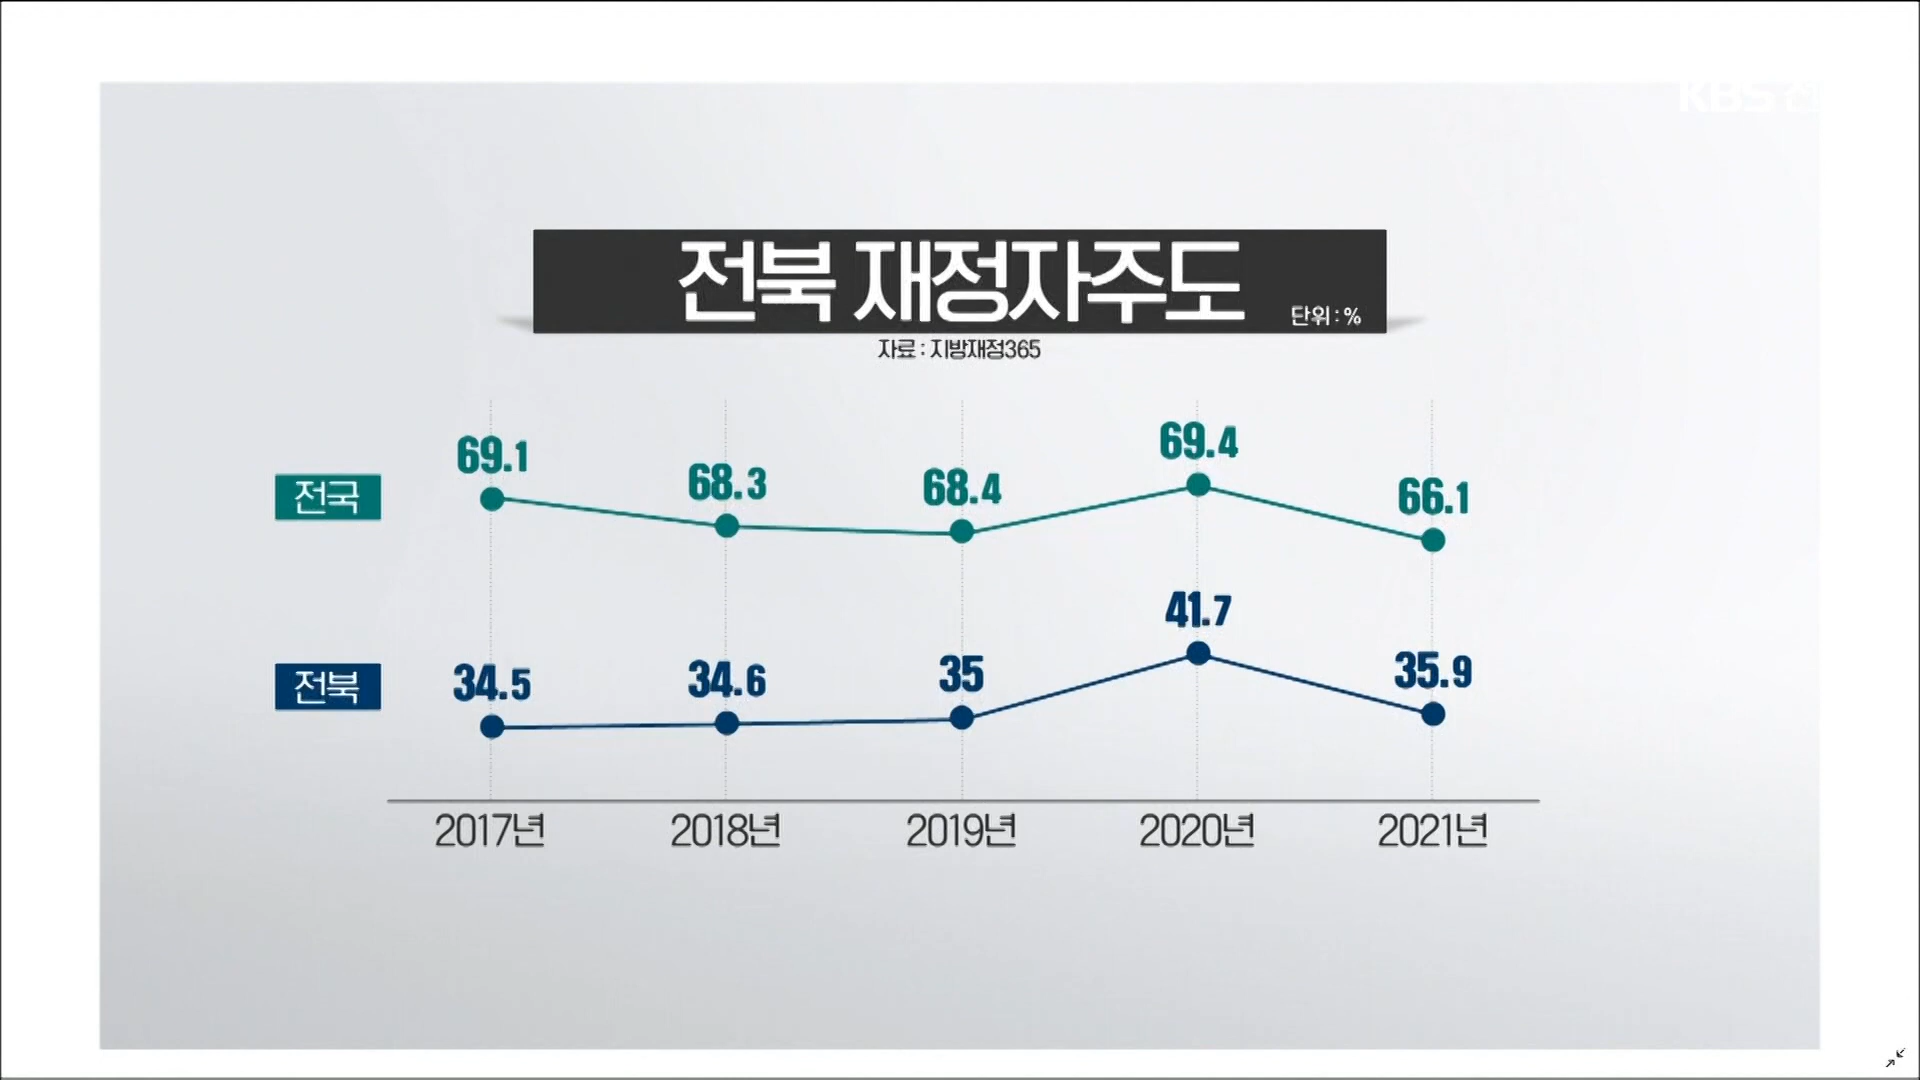 KBS
전북 재정자주도
단위 : %
자료 : 지방재정365
전국
69.1 68.3 68.4 69.4 66.1
전북
34.5 34.6 35 41.7 35.9
2017년 2018년 2019년 2020년 2021년